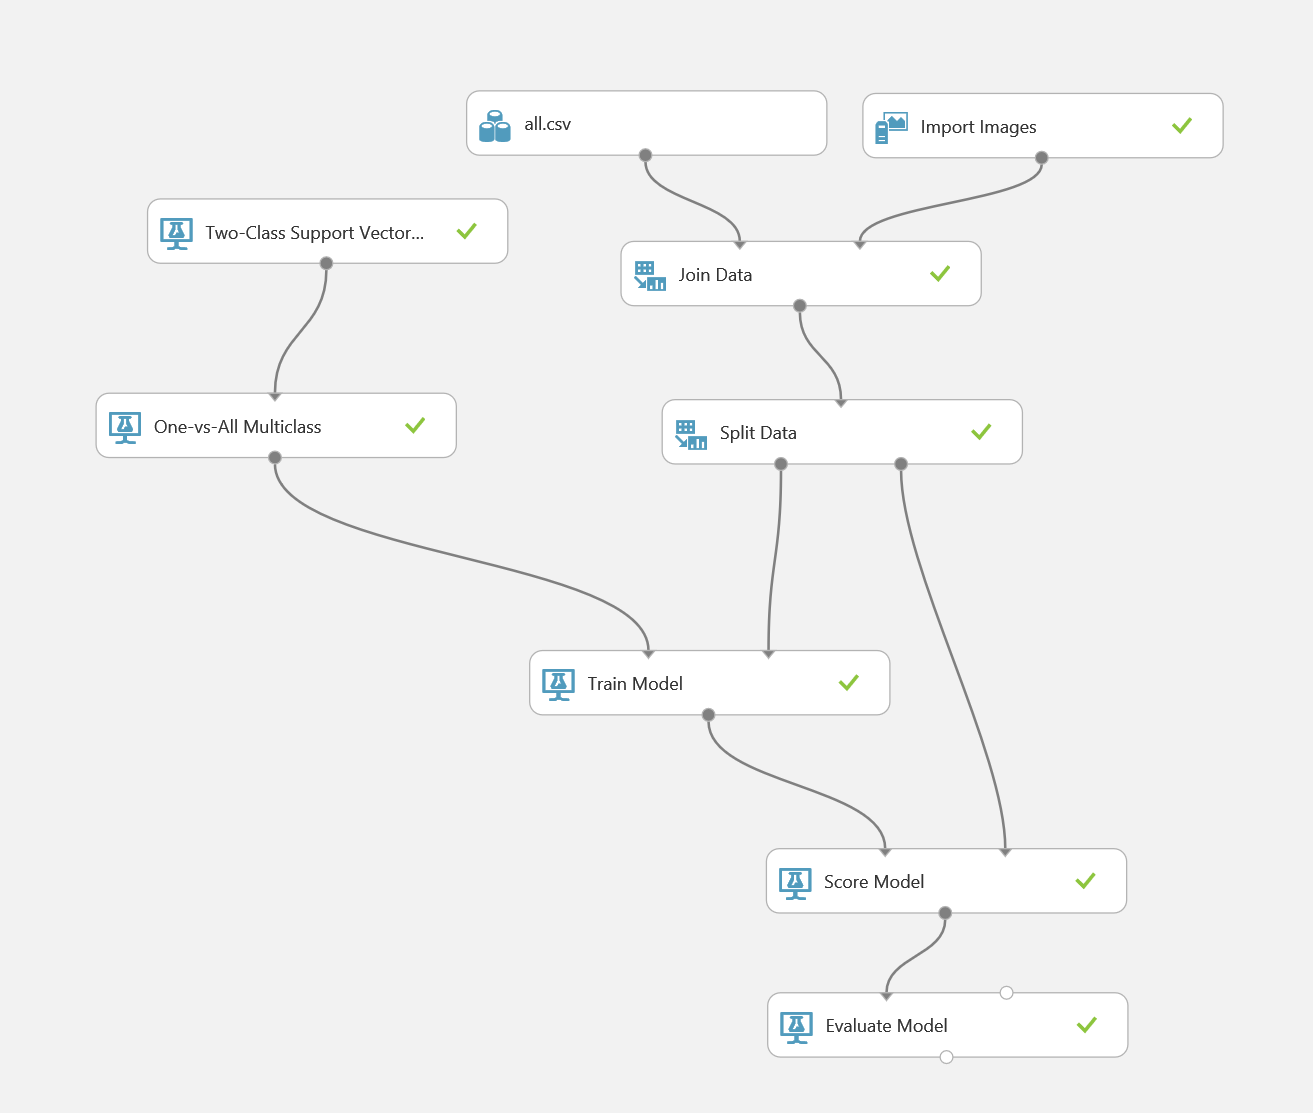 all.csv
Import Images
Two-Class Support Vector...
Join Data
One-vs-All Multiclass
Split Data
Train Model
Score Model
Evaluate Model